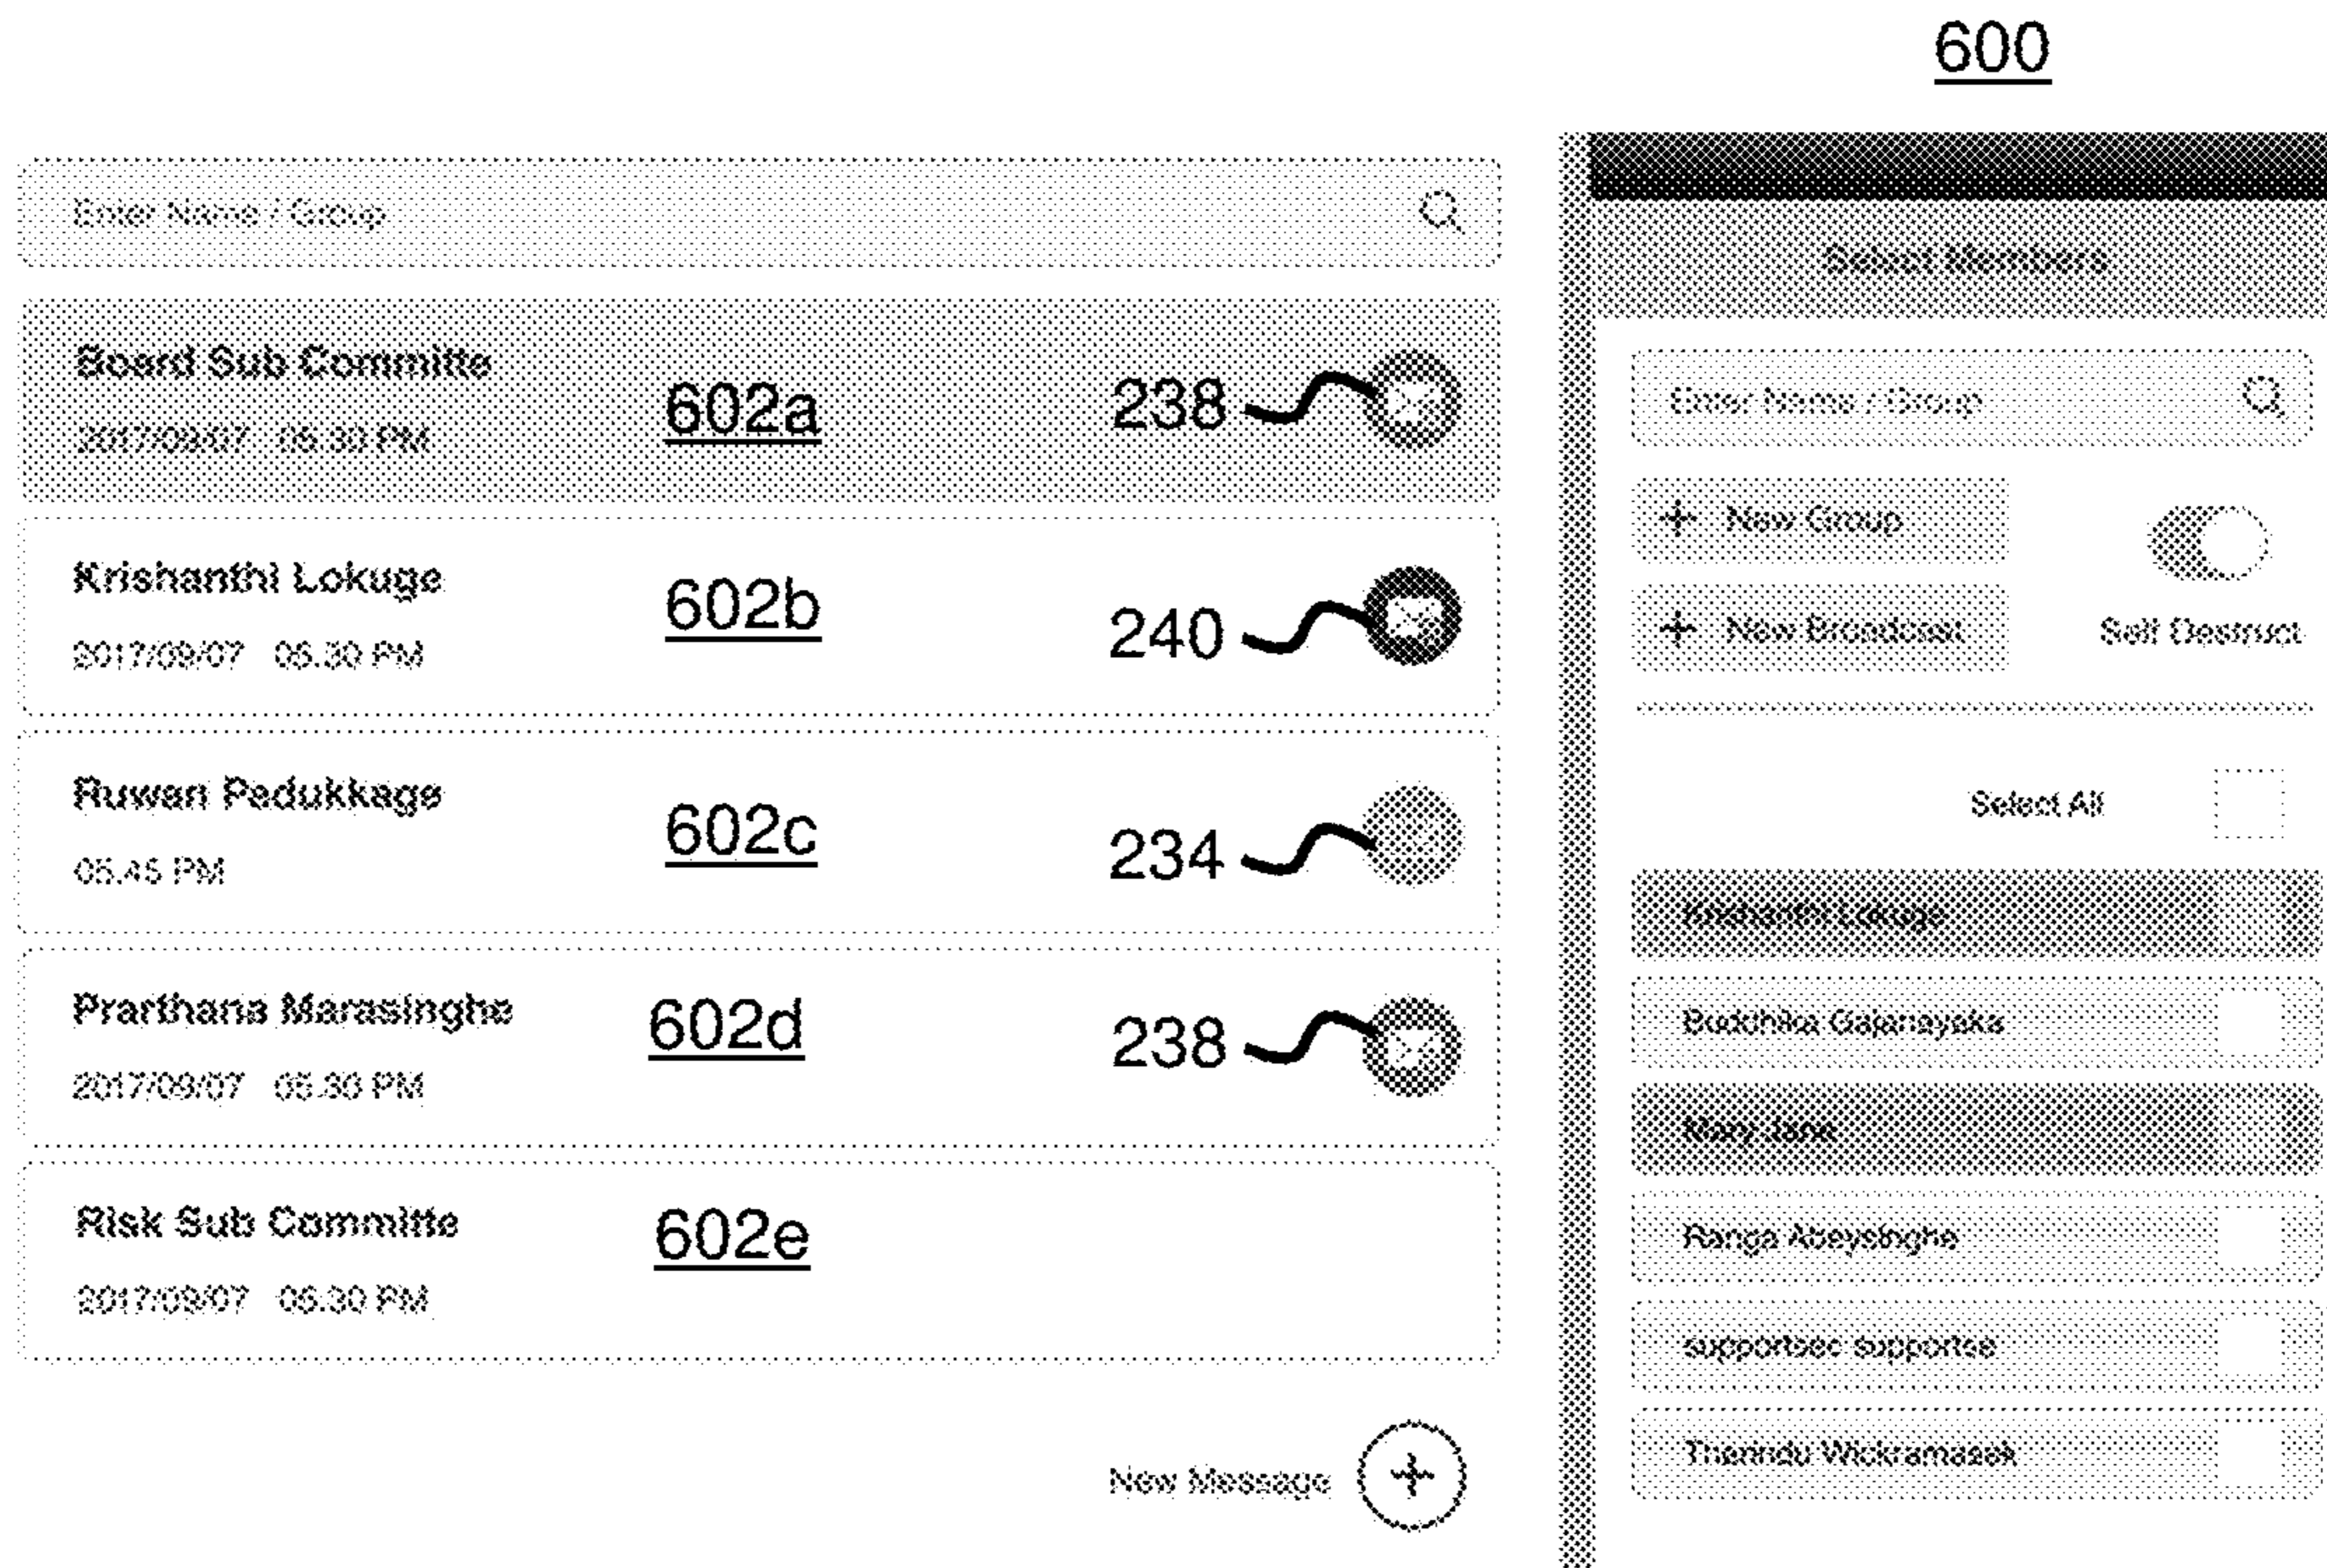 600
Enter Name / Group
Board Sub Committe
2017/09/07 05.30 PM
602a
238
Krishanthi Lokuge
2017/09/07 05.30 PM
602b
240
Ruwan Padukkage
05.45 PM
602c
234
Prarthana Marasinghe
2017/09/07 05.30 PM
602d
238
Risk Sub Committe
2017/09/07 05.30 PM
602e
New Message
Select Members
Enter Name / Group
New Group
New Broadcast
Self Destruct
Select All
Krishanthi Lokuge
Buddhika Gajanayaka
Mary Jane
Ranga Abeysinghe
supportsec supportse
Tharindu Wickramasek